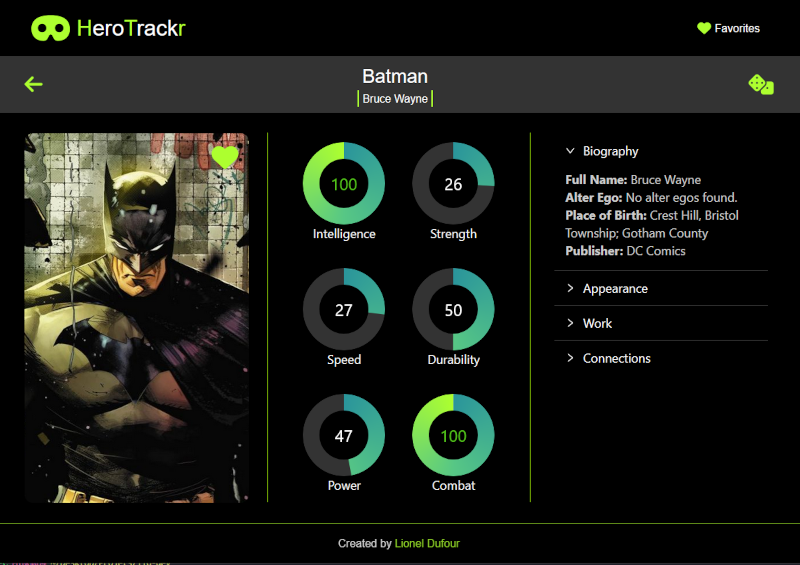 HeroTrackr
Favorites
Batman
Bruce Wayne
100
Intelligence
26
Strength
27
Speed
50
Durability
47
Power
100
Combat
Biography
Full Name: Bruce Wayne
Alter Ego: No alter egos found.
Place of Birth: Crest Hill, Bristol
Township; Gotham County
Publisher: DC Comics
Appearance
Work
Connections
Created by Lionel Dufour